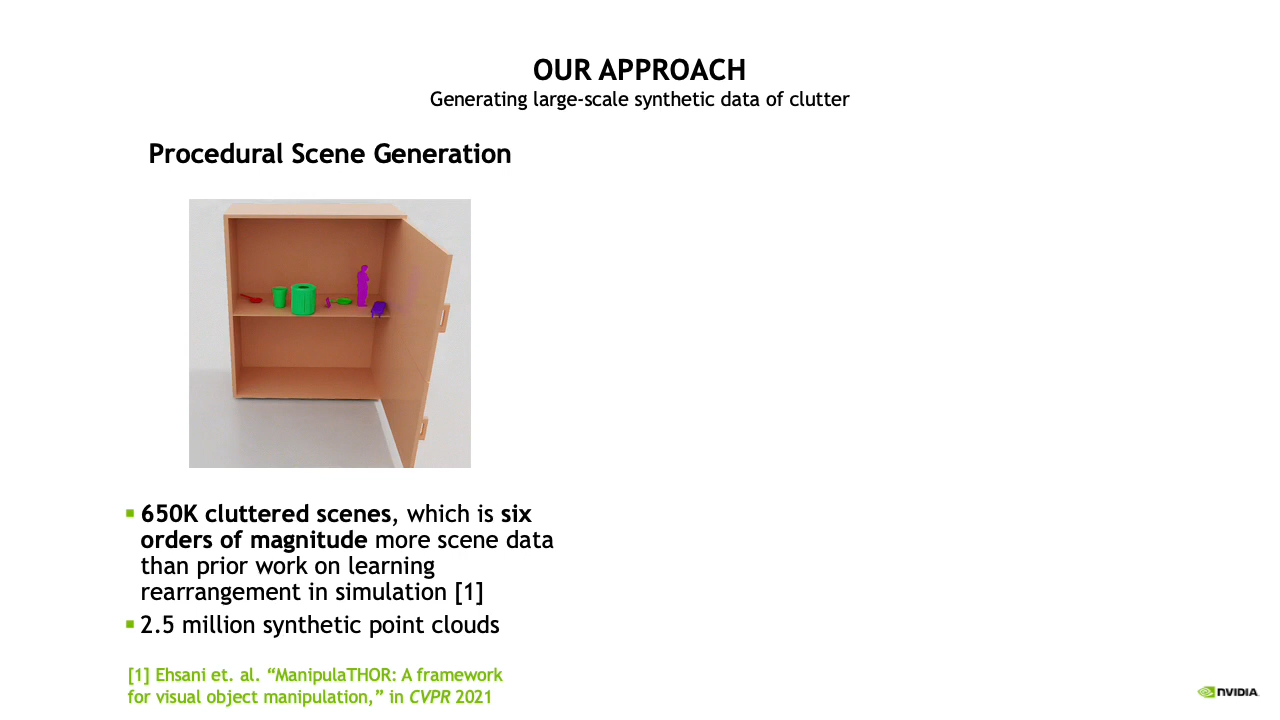 OUR APPROACH
Generating large-scale synthetic data of clutter
Procedural Scene Generation
650K cluttered scenes, which is six
orders of magnitude more scene data
than prior work on learning
rearrangement in simulation [1]
2.5 million synthetic point clouds
[1] Ehsani et. al. “ManipulaTHOR: A framework
for visual object manipulation,” in CVPR 2021
NVIDIA.